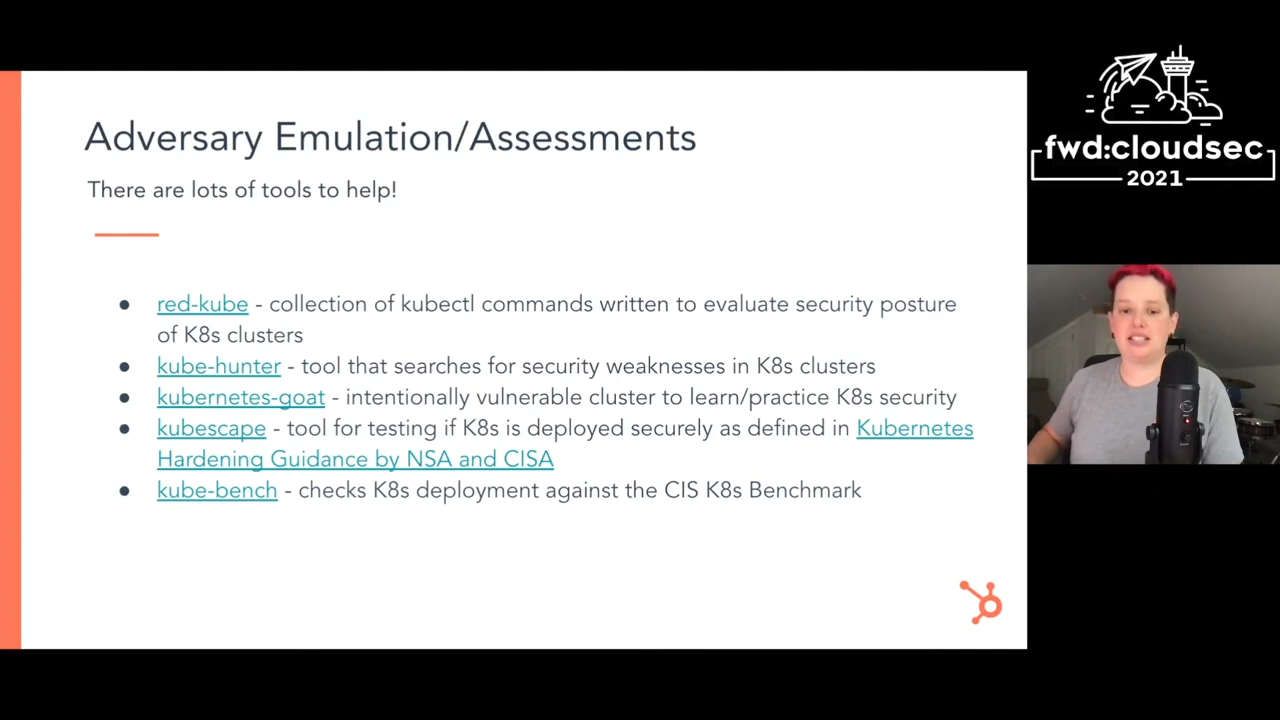 Adversary Emulation/Assessments
There are lots of tools to help!
● red-kube - collection of kubectl commands written to evaluate security posture
of K8s clusters
● kube-hunter - tool that searches for security weaknesses in K8s clusters
● kubernetes-goat - intentionally vulnerable cluster to learn/practice K8s security
● kubescape - tool for testing if K8s is deployed securely as defined in Kubernetes
Hardening Guidance by NSA and CISA
● kube-bench - checks K8s deployment against the CIS K8s Benchmark
fwd:cloudsec
2021